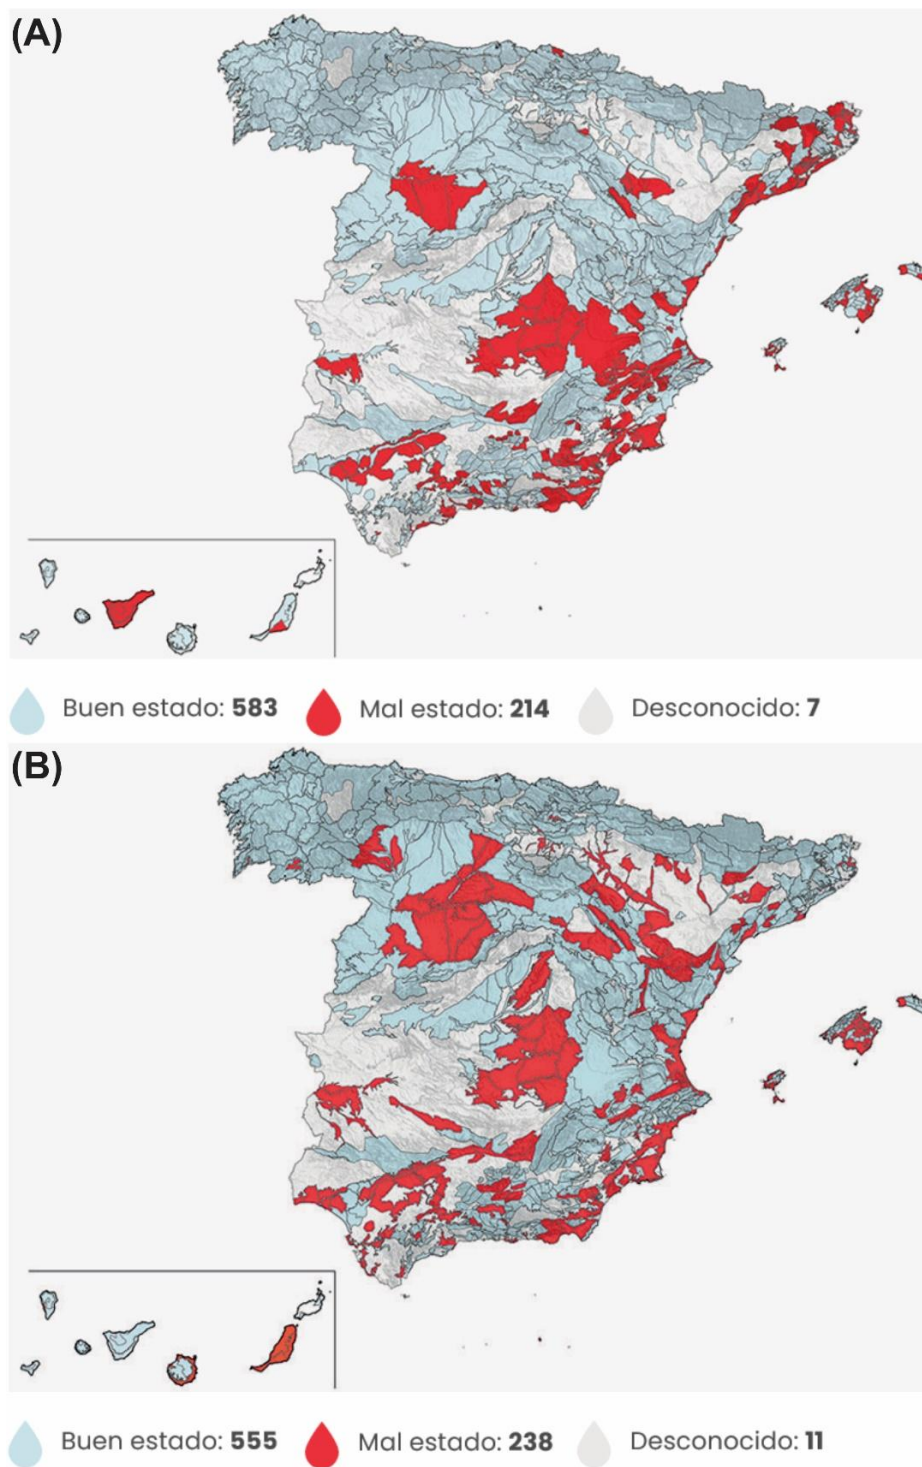 (A)
Buen estado: 583 Mal estado: 214 Desconocido: 7
(B)
Buen estado: 555 Mal estado: 238 Desconocido: 11